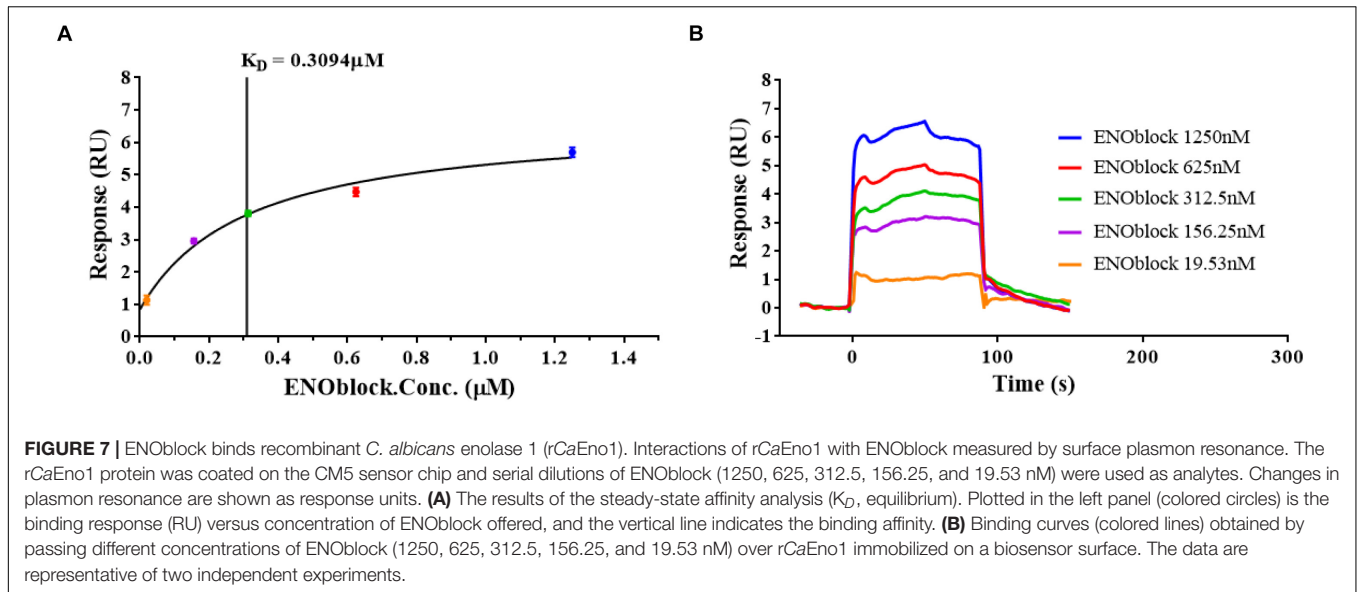 A
K_D = 0.3094μM
8
7
6
5
4
3
2
1
0
Response (RU)
0.0 0.2 0.4 0.6 0.8 1.0 1.2 1.4
ENOblock.Conc. (μM)
B
8
7
6
5
4
3
2
1
0
-1
Response (RU)
ENOblock 1250nM
ENOblock 625nM
ENOblock 312.5nM
ENOblock 156.25nM
ENOblock 19.53nM
0 100 200 300
Time (s)
FIGURE 7 | ENOblock binds recombinant C. albicans enolase 1 (rCaEno1). Interactions of rCaEno1 with ENOblock measured by surface plasmon resonance. The
rCaEno1 protein was coated on the CM5 sensor chip and serial dilutions of ENOblock (1250, 625, 312.5, 156.25, and 19.53 nM) were used as analytes. Changes in
plasmon resonance are shown as response units. (A) The results of the steady-state affinity analysis (K_D, equilibrium). Plotted in the left panel (colored circles) is the
binding response (RU) versus concentration of ENOblock offered, and the vertical line indicates the binding affinity. (B) Binding curves (colored lines) obtained by
passing different concentrations of ENOblock (1250, 625, 312.5, 156.25, and 19.53 nM) over rCaEno1 immobilized on a biosensor surface. The data are
representative of two independent experiments.